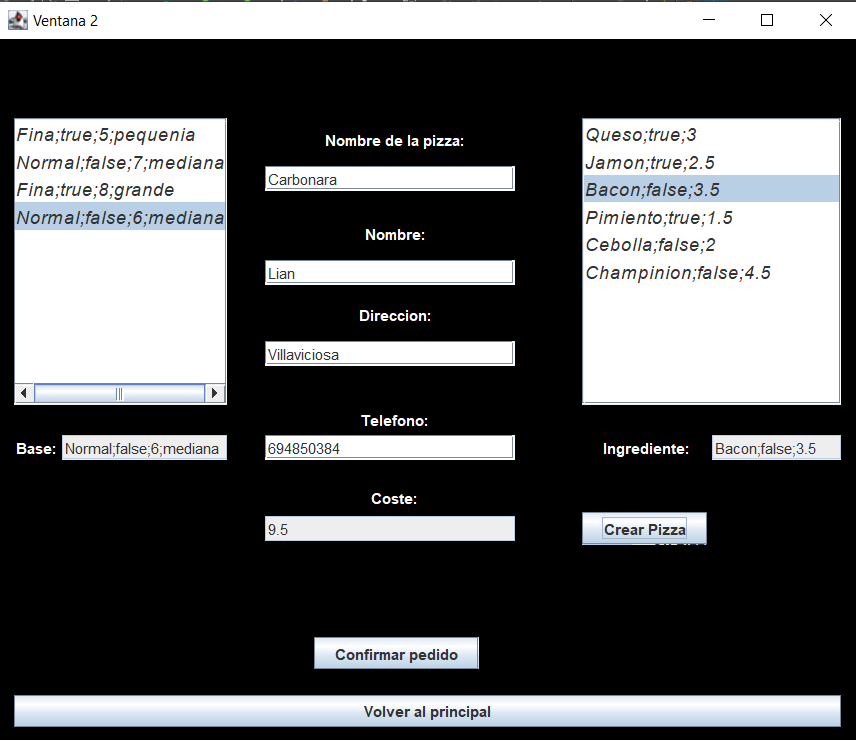 Ventana 2
Fina;true;5;pequenia
Normal;false;7;mediana
Fina;true;8;grande
Normal;false;6;mediana
Base:
Normal;false;6;mediana
Nombre de la pizza:
Carbonara
Nombre:
Lian
Direccion:
Villaviciosa
Telefono:
694850384
Coste:
9.5
Queso;true;3
Jamon;true;2.5
Bacon;false;3.5
Pimiento;true;1.5
Cebolla;false;2
Champinion;false;4.5
Ingrediente:
Bacon;false;3.5
Crear Pizza
Confirmar pedido
Volver al principal